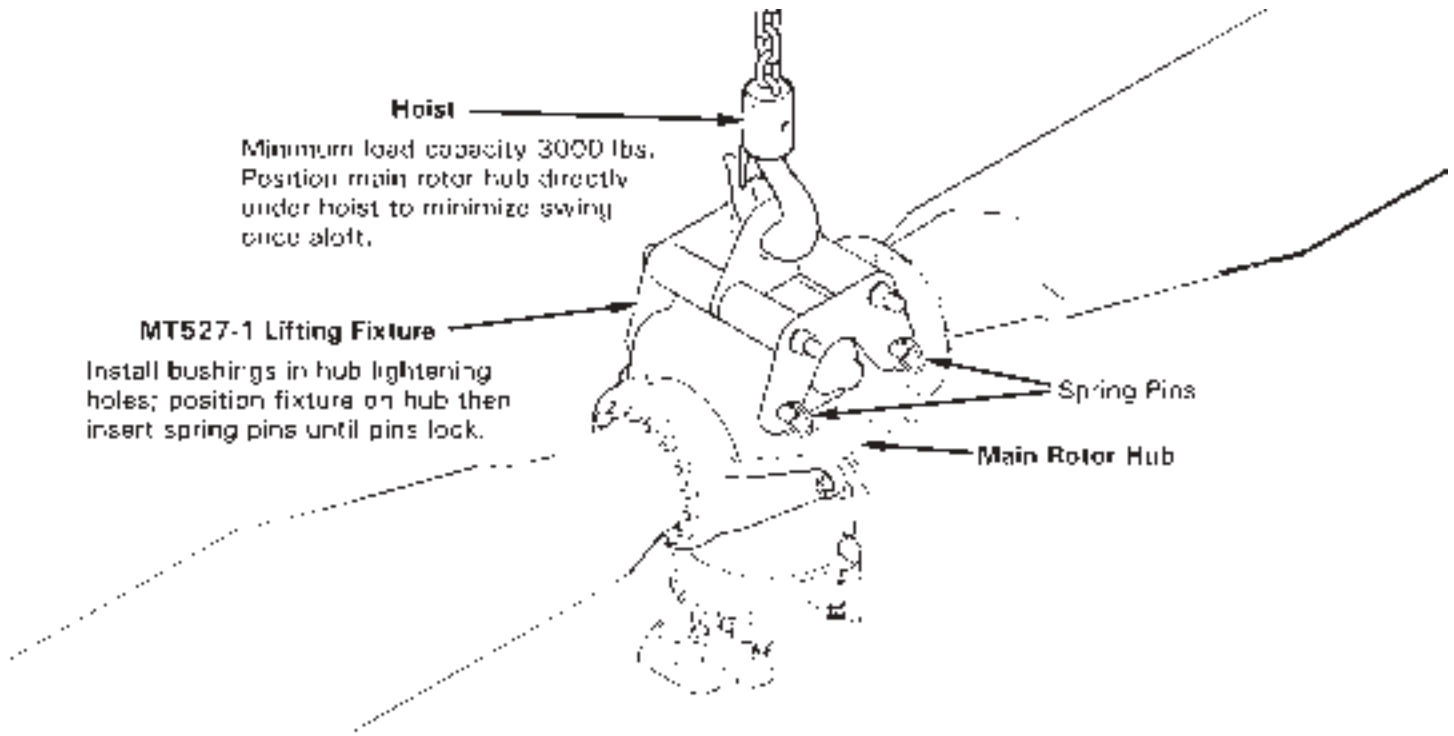 Hoist
Minimum load capacity 3000 lbs.
Position main rotor hub directly
under hoist to minimize swing
once aloft.
MT527-1 Lifting Fixture
Install bushings in hub lightening
holes; position fixture on hub then
insert spring pins until pins lock.
Spring Pins
Main Rotor Hub